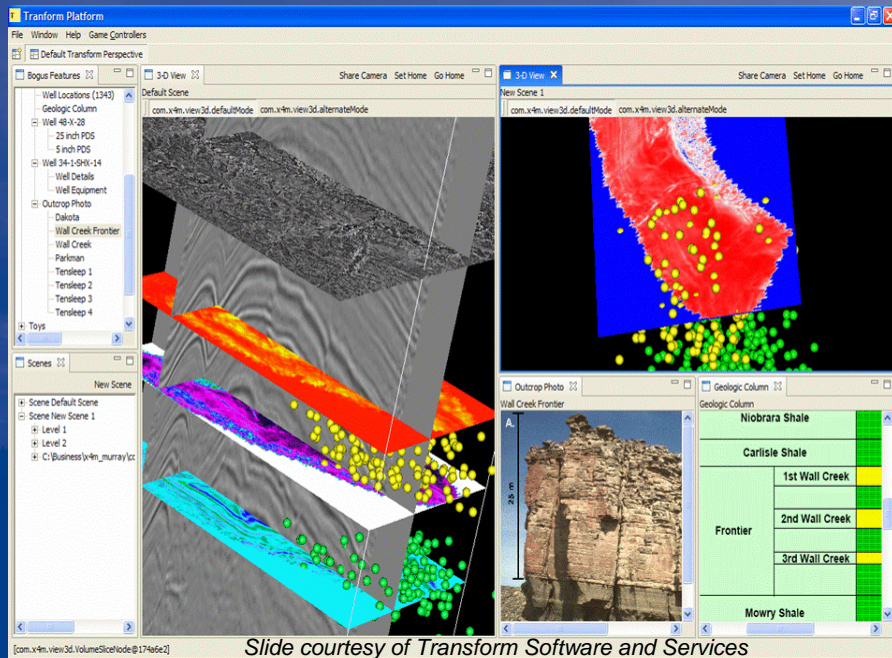 Tranform Platform
File Window Help Game Controllers
Default Transform Perspective
Bogus Features
Well Locations (1343)
Geologic Column
Well 48-X-28
25 inch PDS
5 inch PDS
Well 34-1-SHX-14
Well Details
Well Equipment
Outcrop Photo
Dakota
Wall Creek Frontier
Wall Creek
Parkman
Tensleep 1
Tensleep 2
Tensleep 3
Tensleep 4
Toys
Scenes
New Scene
Scene Default Scene
Scene New Scene 1
Level 1
Level 2
C:\Business\x4m_murray\cc
3-D View
Share Camera Set Home Go Home
Default Scene
com.x4m.view3d.defaultMode com.x4m.view3d.alternateMode
3-D View
Share Camera Set Home Go Home
New Scene 1
com.x4m.view3d.defaultMode com.x4m.view3d.alternateMode
Outcrop Photo
Wall Creek Frontier
A.
25 m
Geologic Column
Geologic Column
Niobrara Shale
Carlisle Shale
Frontier
1st Wall Creek
2nd Wall Creek
3rd Wall Creek
Mowry Shale
[com.x4m.view3d.VolumeSliceNode@174a6e2]
Slide courtesy of Transform Software and Services